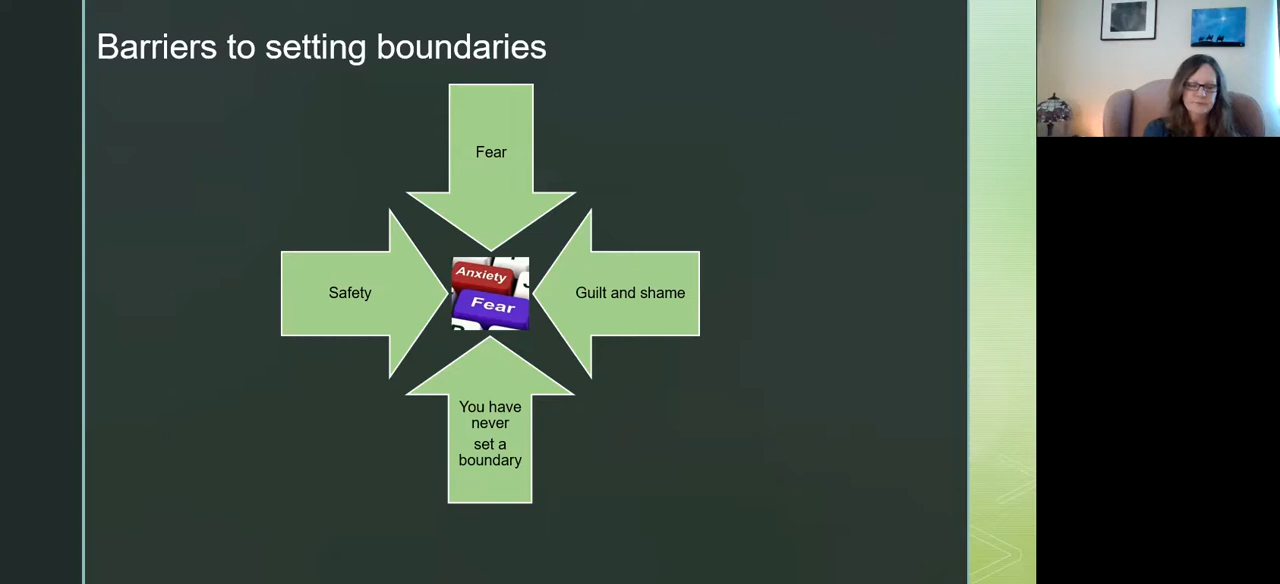 Barriers to setting boundaries
Fear
Safety
Anxiety
Fear
Guilt and shame
You have
never
set a
boundary